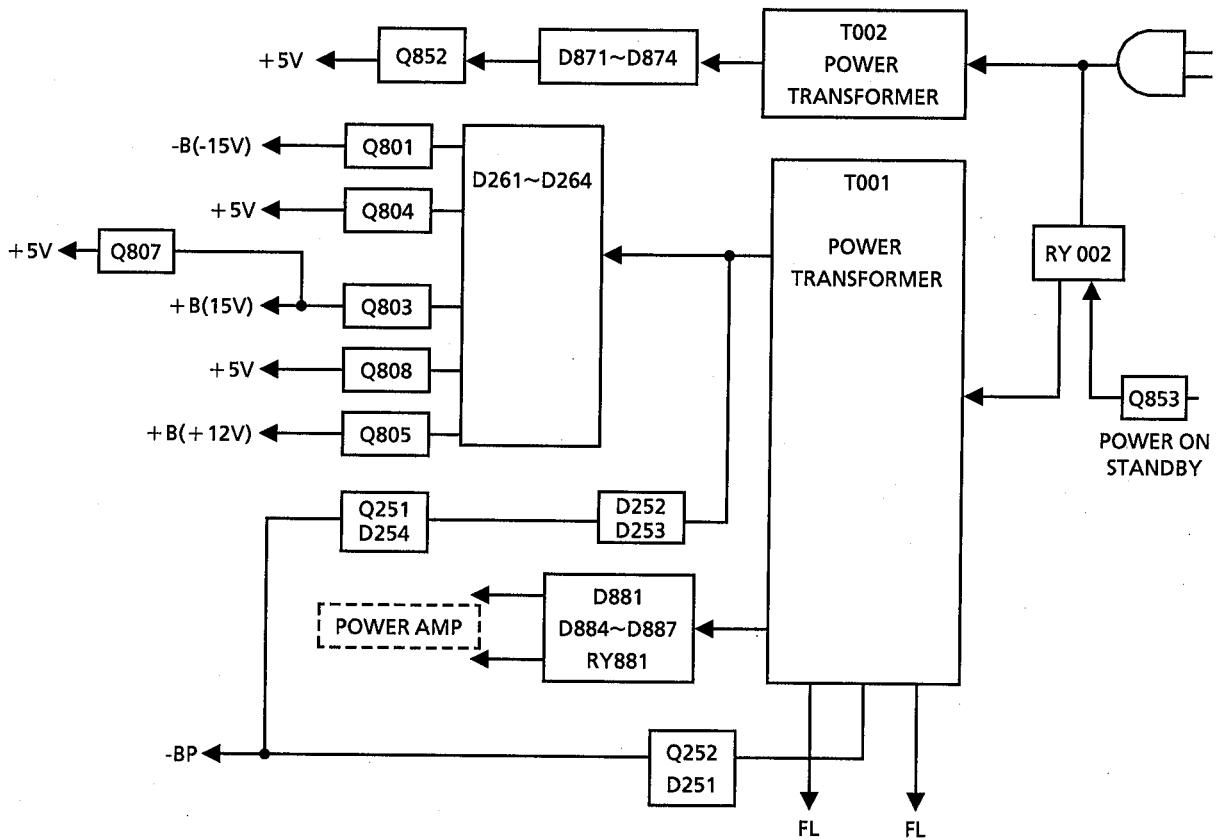 T002
POWER
TRANSFORMER
D871~D874
Q852
+5V
-B(-15V)
Q801
D261~D264
T001
POWER
TRANSFORMER
+5V
Q804
+5V
Q807
RY 002
+B(15V)
Q803
+5V
Q808
Q853
POWER ON
STANDBY
+B(+12V)
Q805
Q251
D254
D252
D253
POWER AMP
D881
D884~D887
RY881
-BP
Q252
D251
FL
FL